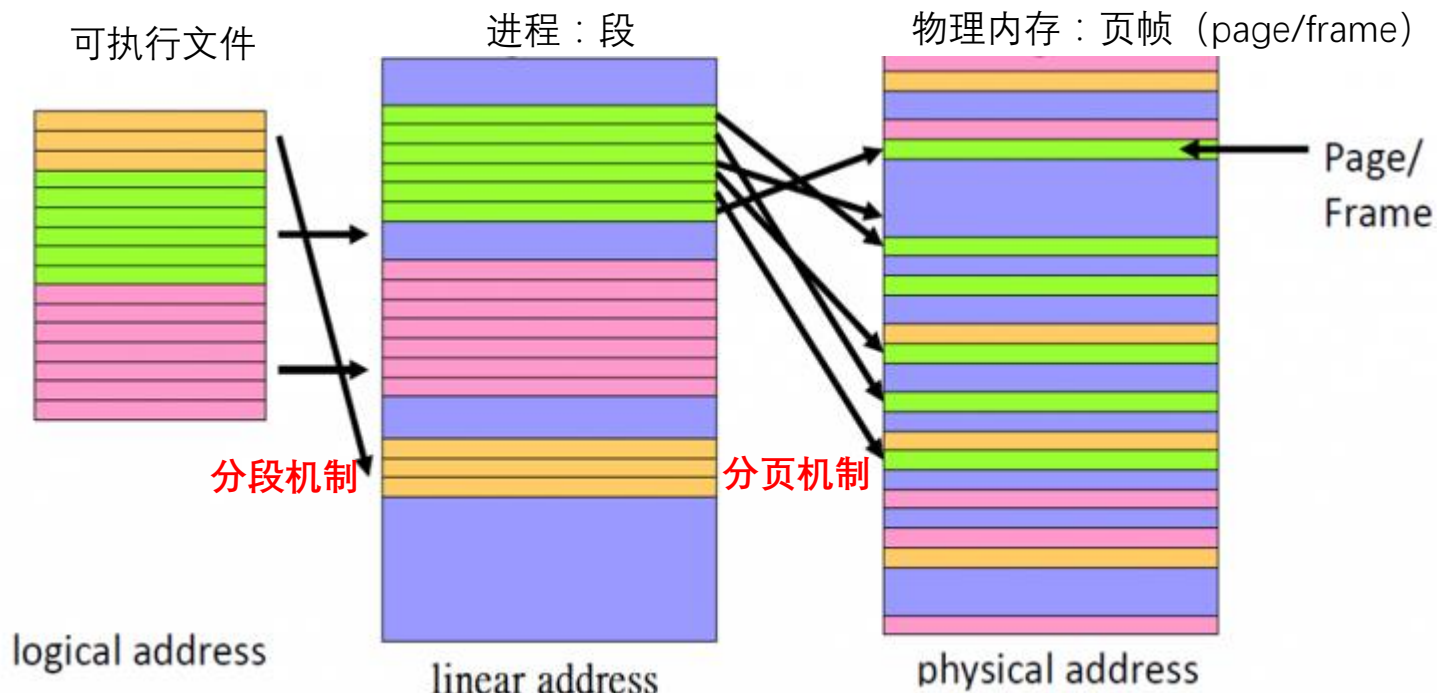 可执行文件
进程：段
物理内存：页帧（page/frame）
Page/
Frame
分段机制
分页机制
logical address
linear address
physical address